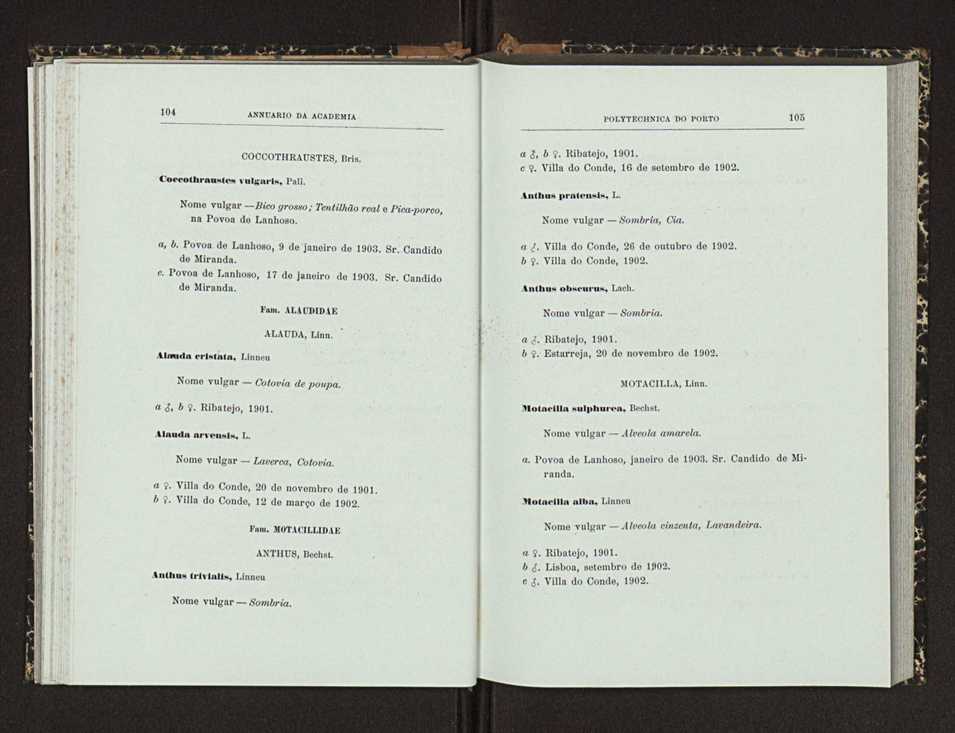 104
ANNUARIO DA ACADEMIA
COCCOTHRAUSTES, Bris.
Coccothraustes vulgaris, Pall.
Nome vulgar — Bico grosso; Tentilhão real e Pica-porco,
na Povoa de Lanhoso.
a, b. Povoa de Lanhoso, 9 de janeiro de 1903. Sr. Candido
de Miranda.
c. Povoa de Lanhoso, 17 de janeiro de 1903. Sr. Candido
de Miranda.
Fam. ALAUDIDAE
ALAUDA, Linn.
Alauda cristata, Linneu
Nome vulgar — Cotovia de poupa.
a ♂, b ♀. Ribatejo, 1901.
Alauda arvensis, L.
Nome vulgar — Laverca, Cotovia.
a ♀. Villa do Conde, 20 de novembro de 1901.
b ♀. Villa do Conde, 12 de março de 1902.
Fam. MOTACILLIDAE
ANTHUS, Bechst.
Anthus trivialis, Linneu
Nome vulgar — Sombria.
POLYTECHNICA DO PORTO
105
a ♂, b ♀. Ribatejo, 1901.
c ♀. Villa do Conde, 16 de setembro de 1902.
Anthus pratensis, L.
Nome vulgar — Sombria, Cia.
a ♂. Villa do Conde, 26 de outubro de 1902.
b ♀. Villa do Conde, 1902.
Anthus obscurus, Lach.
Nome vulgar — Sombria.
a ♂. Ribatejo, 1901.
b ♀. Estarreja, 20 de novembro de 1902.
MOTACILLA, Linn.
Motacilla sulphurea, Bechst.
Nome vulgar — Alveola amarela.
a. Povoa de Lanhoso, janeiro de 1903. Sr. Candido de Mi-
randa.
Motacilla alba, Linneu
Nome vulgar — Alveola cinzenta, Lavandeira.
a ♀. Ribatejo, 1901.
b ♂. Lisboa, setembro de 1902.
c ♂. Villa do Conde, 1902.